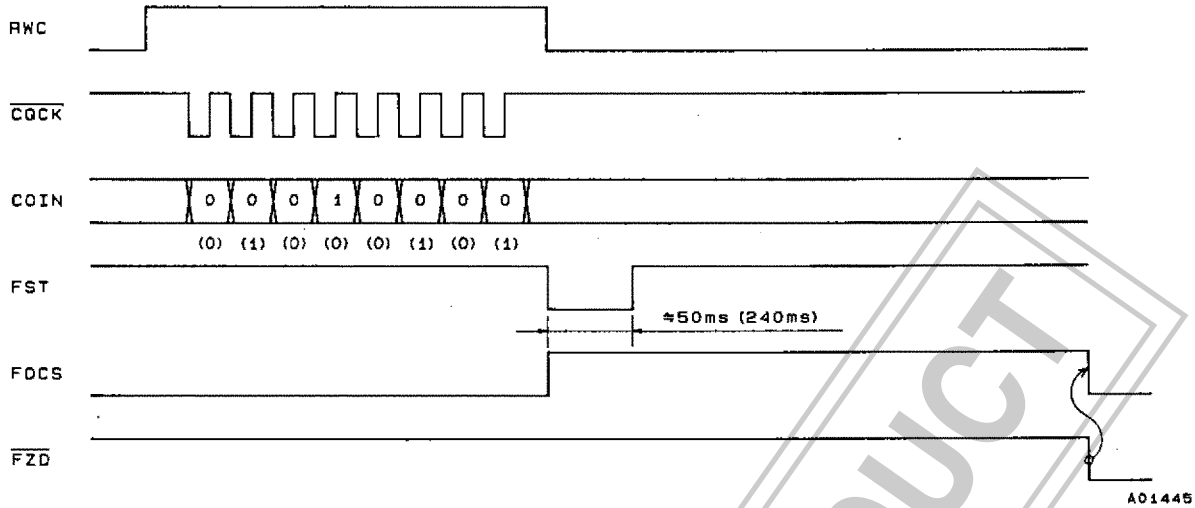 RWC
CQCK
COIN
0 0 0 1 0 0 0 0
(0) (1) (0) (0) (0) (1) (0) (1)
FST
≒50ms (240ms)
FOCS
FZD
A01445
DUCT